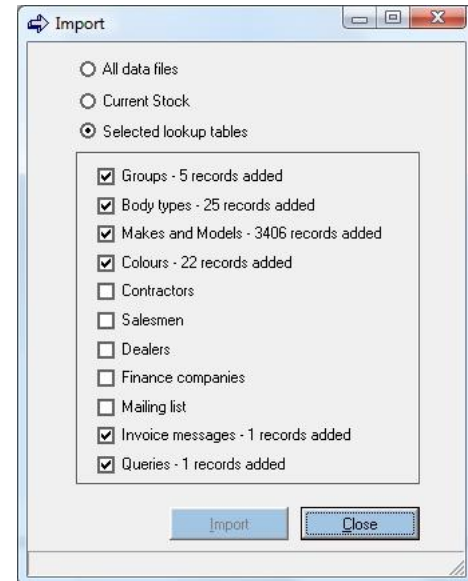 Import
All data files
Current Stock
Selected lookup tables
Groups - 5 records added
Body types - 25 records added
Makes and Models - 3406 records added
Colours - 22 records added
Contractors
Salesmen
Dealers
Finance companies
Mailing list
Invoice messages - 1 records added
Queries - 1 records added
Import
Close